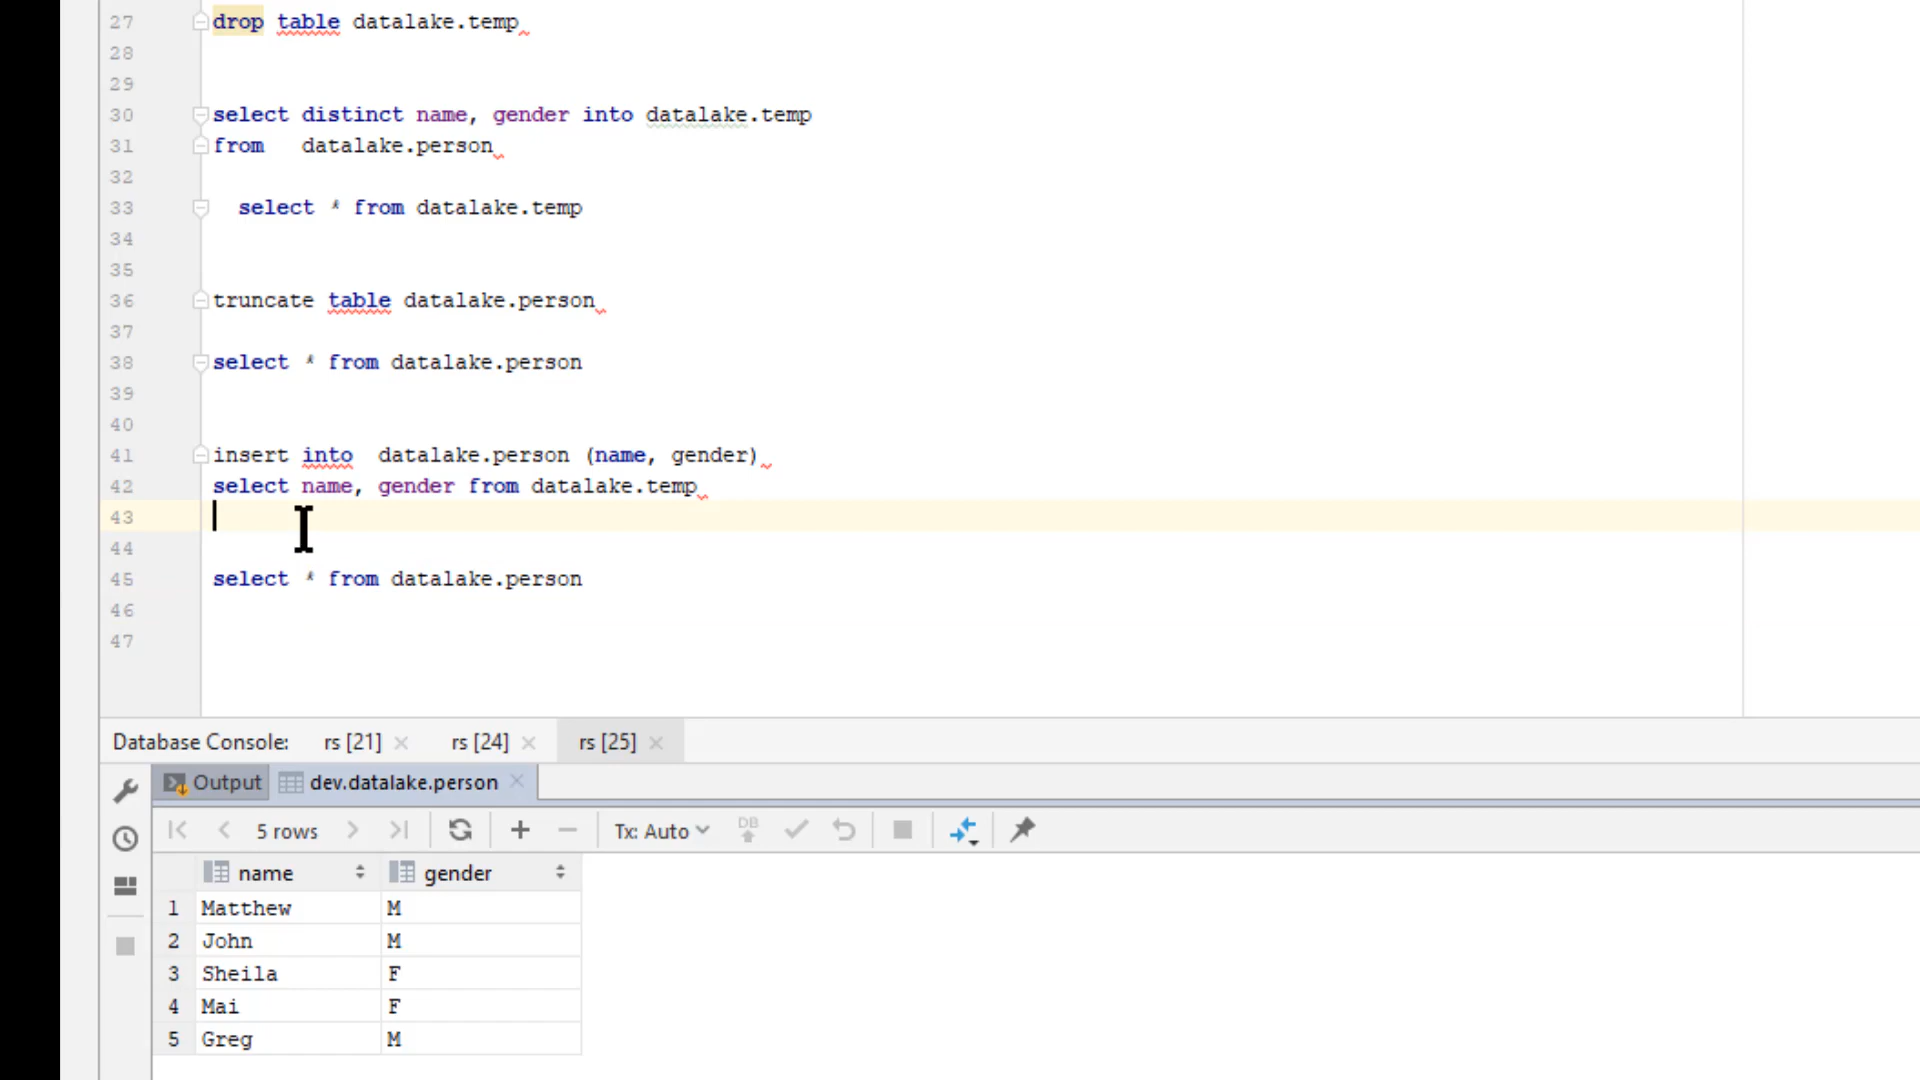 27 drop table datalake.temp
28
29
30 select distinct name, gender into datalake.temp
31 from   datalake.person
32
33   select * from datalake.temp
34
35
36 truncate table datalake.person
37
38 select * from datalake.person
39
40
41 insert into  datalake.person (name, gender)
42 select name, gender from datalake.temp
43
44
45 select * from datalake.person
46
47
Database Console: rs [21] rs [24] rs [25]
Output dev.datalake.person
5 rows Tx: Auto DB
name gender
1 Matthew M
2 John M
3 Sheila F
4 Mai F
5 Greg M